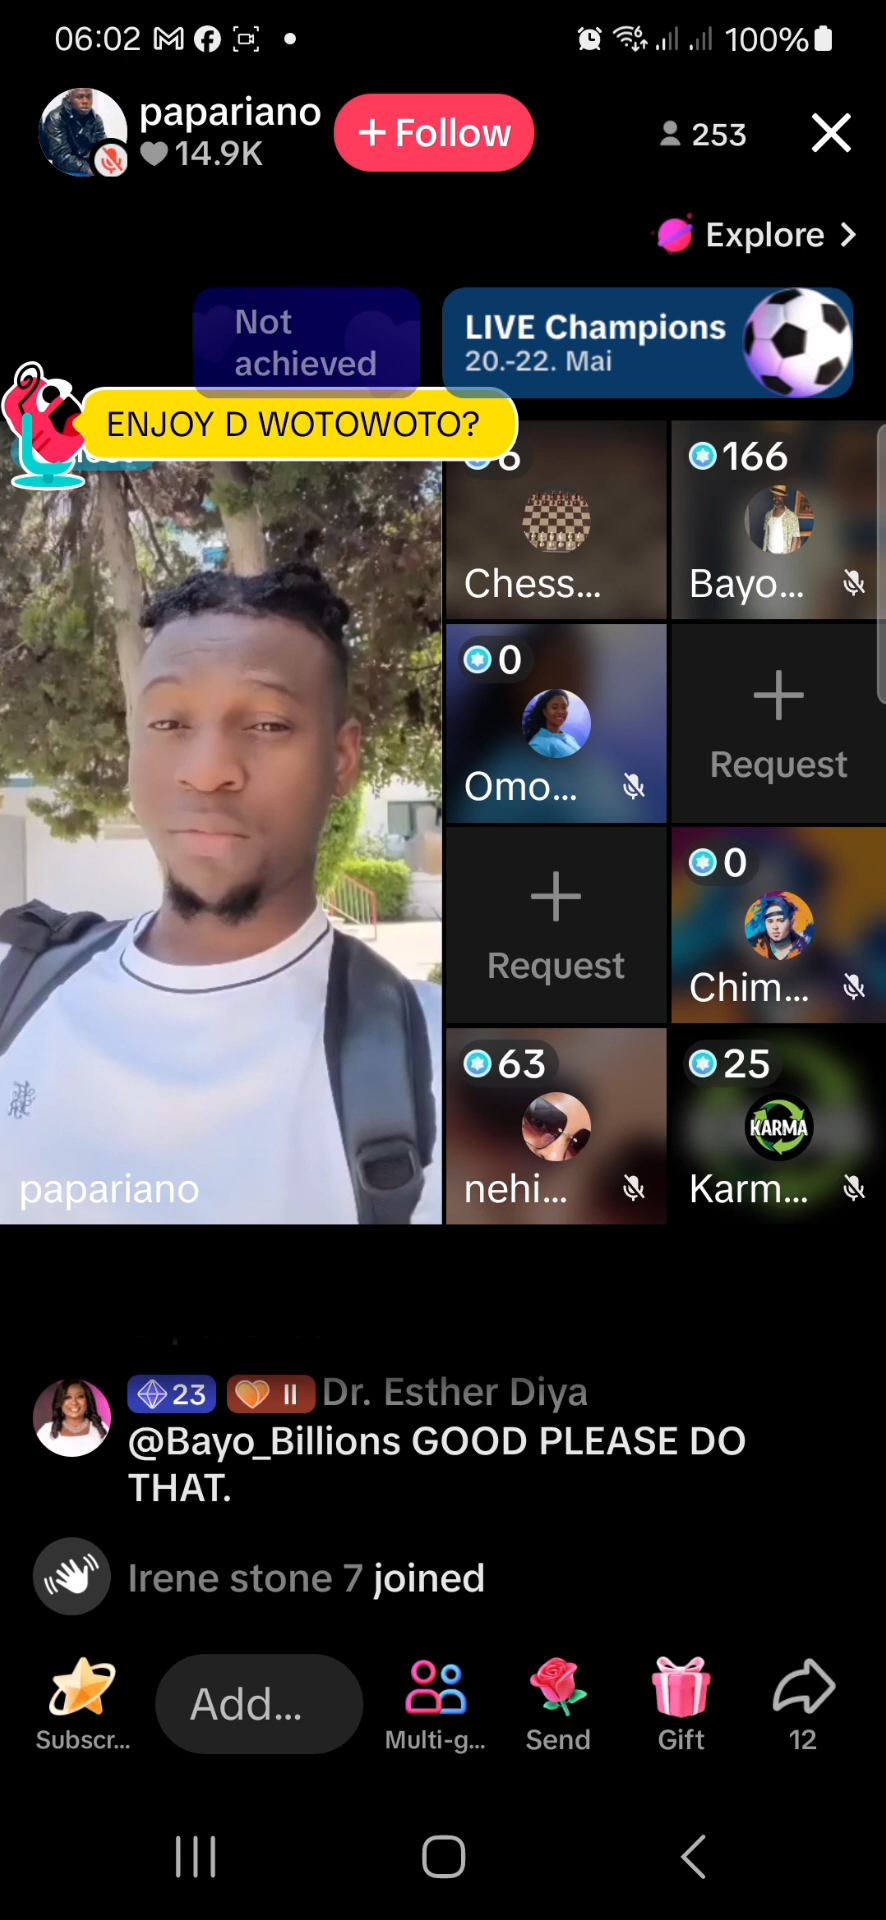 06:02
100%
papariano
14.9K
+ Follow
253
Explore >
Not
achieved
LIVE Champions
20.-22. Mai
ENJOY D WOTOWOTO?
6
166
Chess...
Bayo...
0
Omo...
Request
0
Request
Chim...
63
25
KARMA
nehi...
Karm...
papariano
23 II Dr. Esther Diya
@Bayo_Billions GOOD PLEASE DO
THAT.
Irene stone 7 joined
Add...
Subscr...
Multi-g...
Send
Gift
12